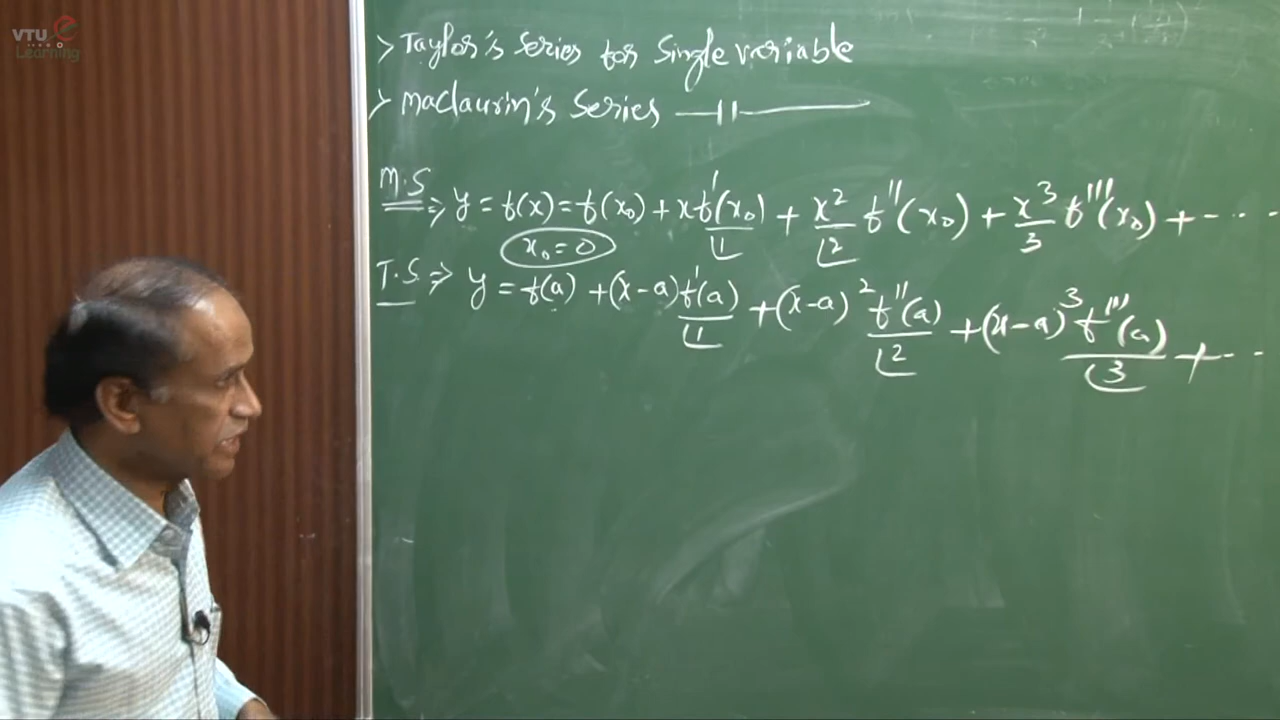 VTU e
Learning
> Taylor's Series for Single variable
> Maclaurin's Series —||—
M.S ⇒ y = f(x) = f(x₀) + x f'(x₀)/⌊1 + x²/⌊2 f''(x₀) + x³/3 f'''(x₀) + - - - -
x₀ = 0
T.S. ⇒ y = f(a) + (x-a) f'(a)/⌊1 + (x-a)² f''(a)/⌊2 + (x-a)³ f'''(a)/⌊3 + - - -